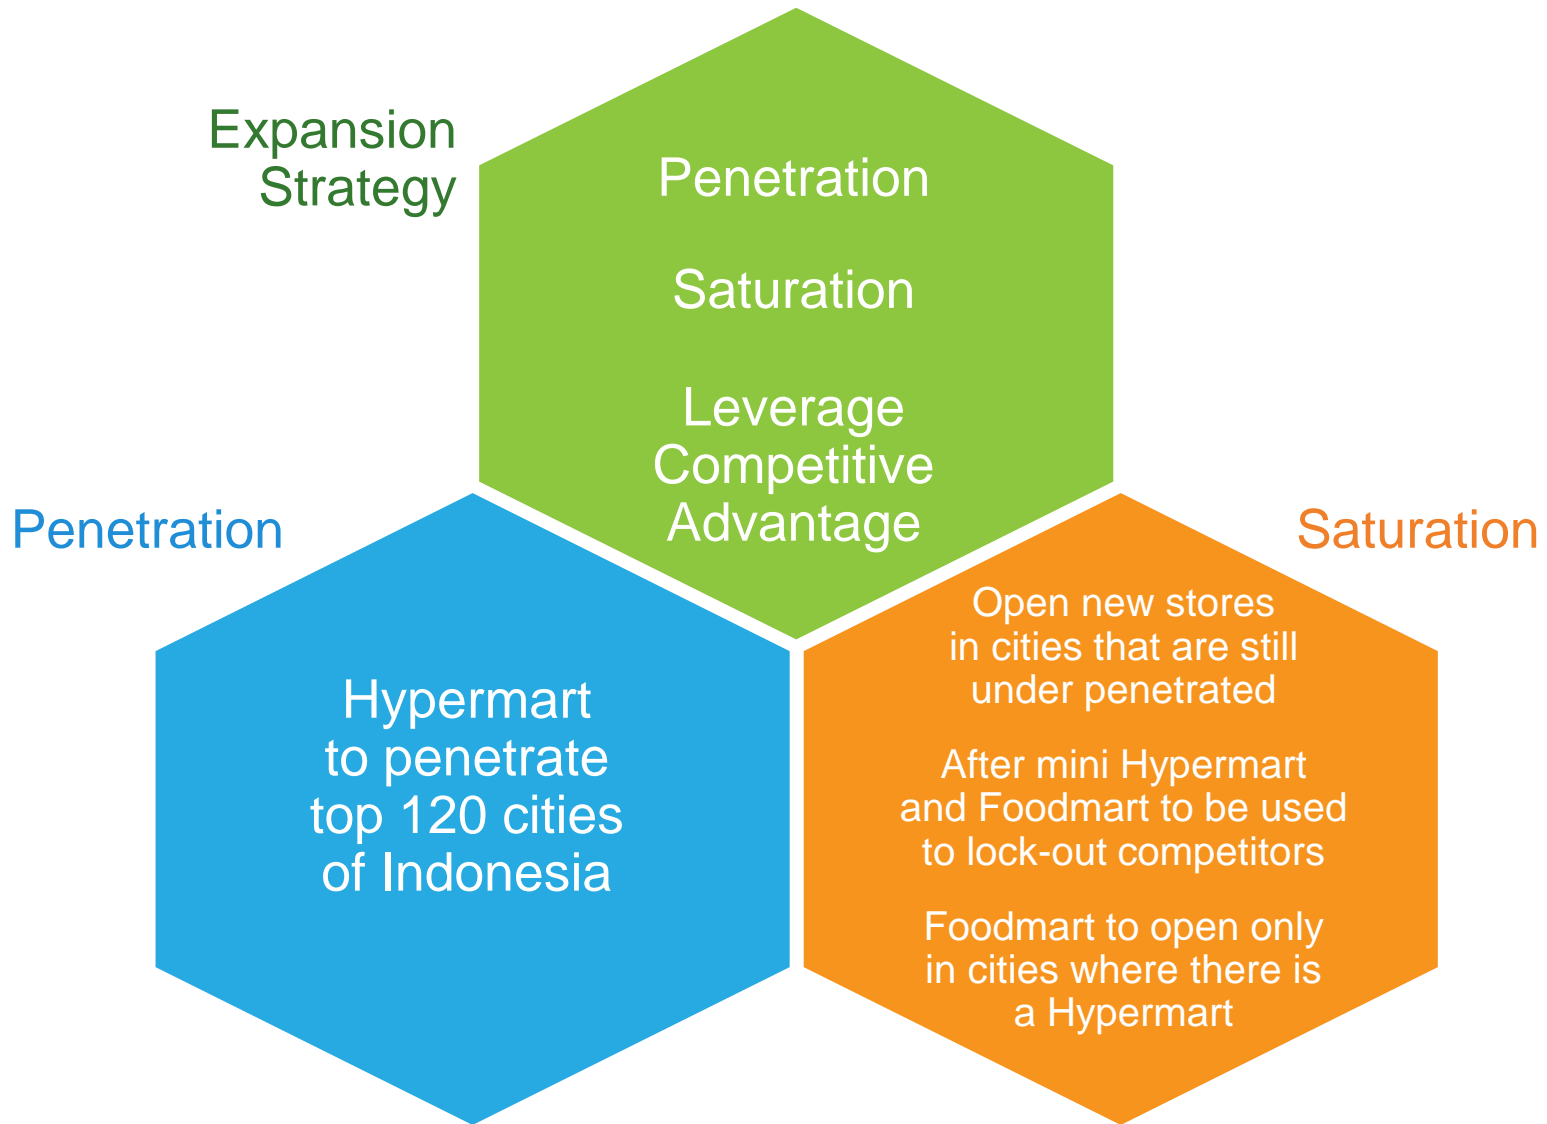 Expansion
Strategy
Penetration
Saturation
Leverage
Competitive
Advantage
Penetration
Hypermart
to penetrate
top 120 cities
of Indonesia
Saturation
Open new stores
in cities that are still
under penetrated
After mini Hypermart
and Foodmart to be used
to lock-out competitors
Foodmart to open only
in cities where there is
a Hypermart